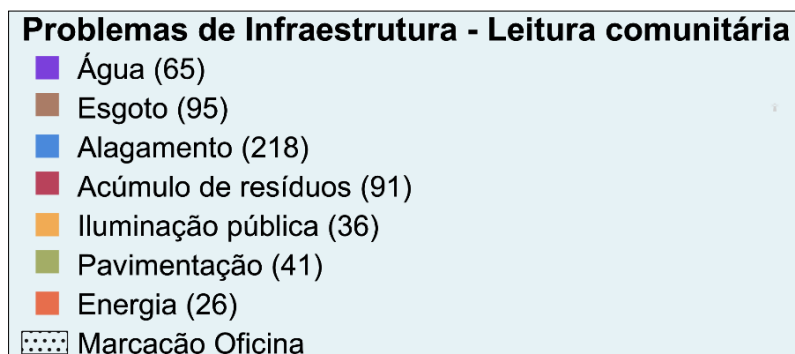 Problemas de Infraestrutura - Leitura comunitária
Água (65)
Esgoto (95)
Alagamento (218)
Acúmulo de resíduos (91)
Iluminação pública (36)
Pavimentação (41)
Energia (26)
Marcação Oficina